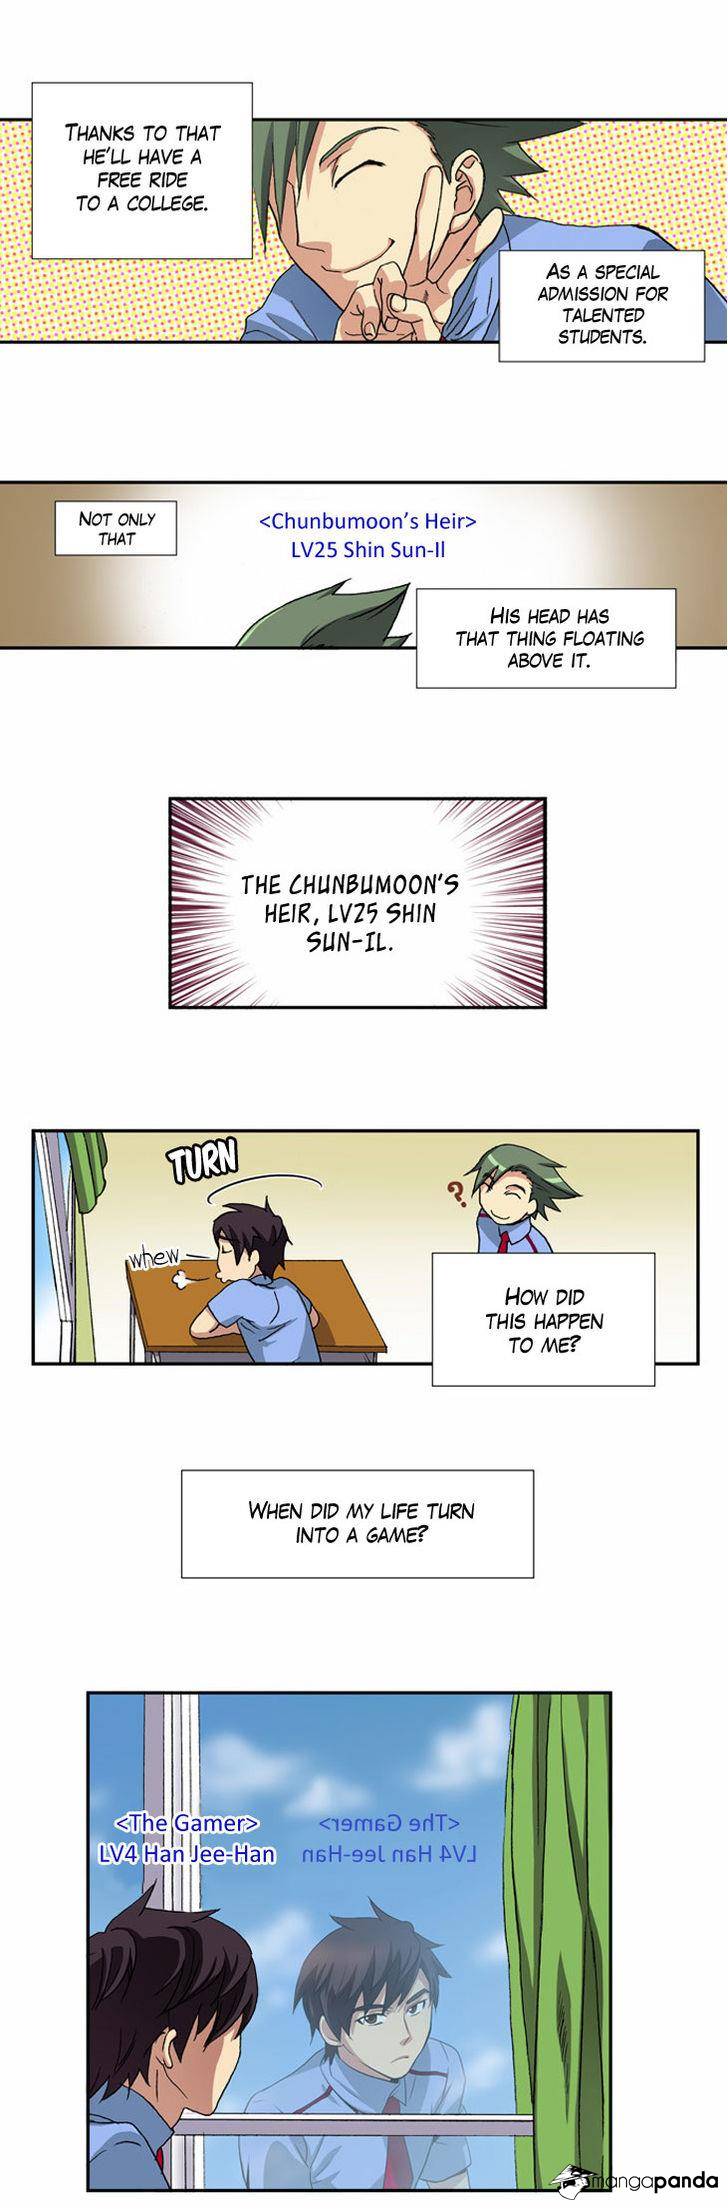 THANKS TO THAT
HE'LL HAVE A
FREE RIDE
TO A COLLEGE.
AS A SPECIAL
ADMISSION FOR
TALENTED
STUDENTS.
NOT ONLY
THAT
<Chunbumoon's Heir>
LV25 Shin Sun-Il
HIS HEAD HAS
THAT THING FLOATING
ABOVE IT.
THE CHUNBUMOON'S
HEIR, LV25 SHIN
SUN-IL.
TURN
?
whew
HOW DID
THIS HAPPEN
TO ME?
WHEN DID MY LIFE TURN
INTO A GAME?
<The Gamer>
LV4 Han Jee-Han
<The Gamer>
LV4 Han Jee-Han
mangapanda